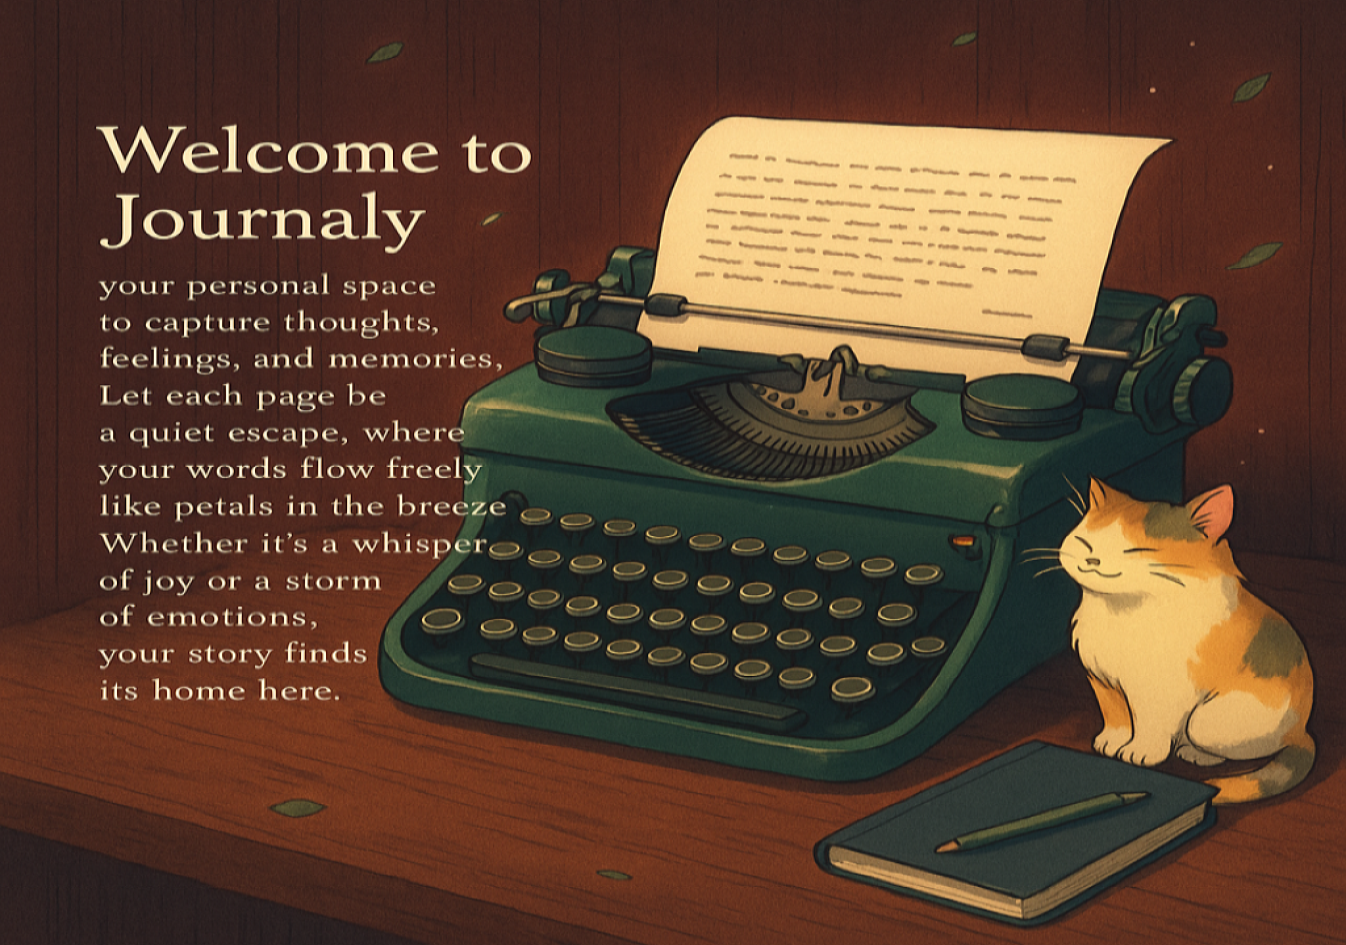 Welcome to
Journaly
your personal space
to capture thoughts,
feelings, and memories,
Let each page be
a quiet escape, where
your words flow freely
like petals in the breeze
Whether it’s a whisper
of joy or a storm
of emotions,
your story finds
its home here.